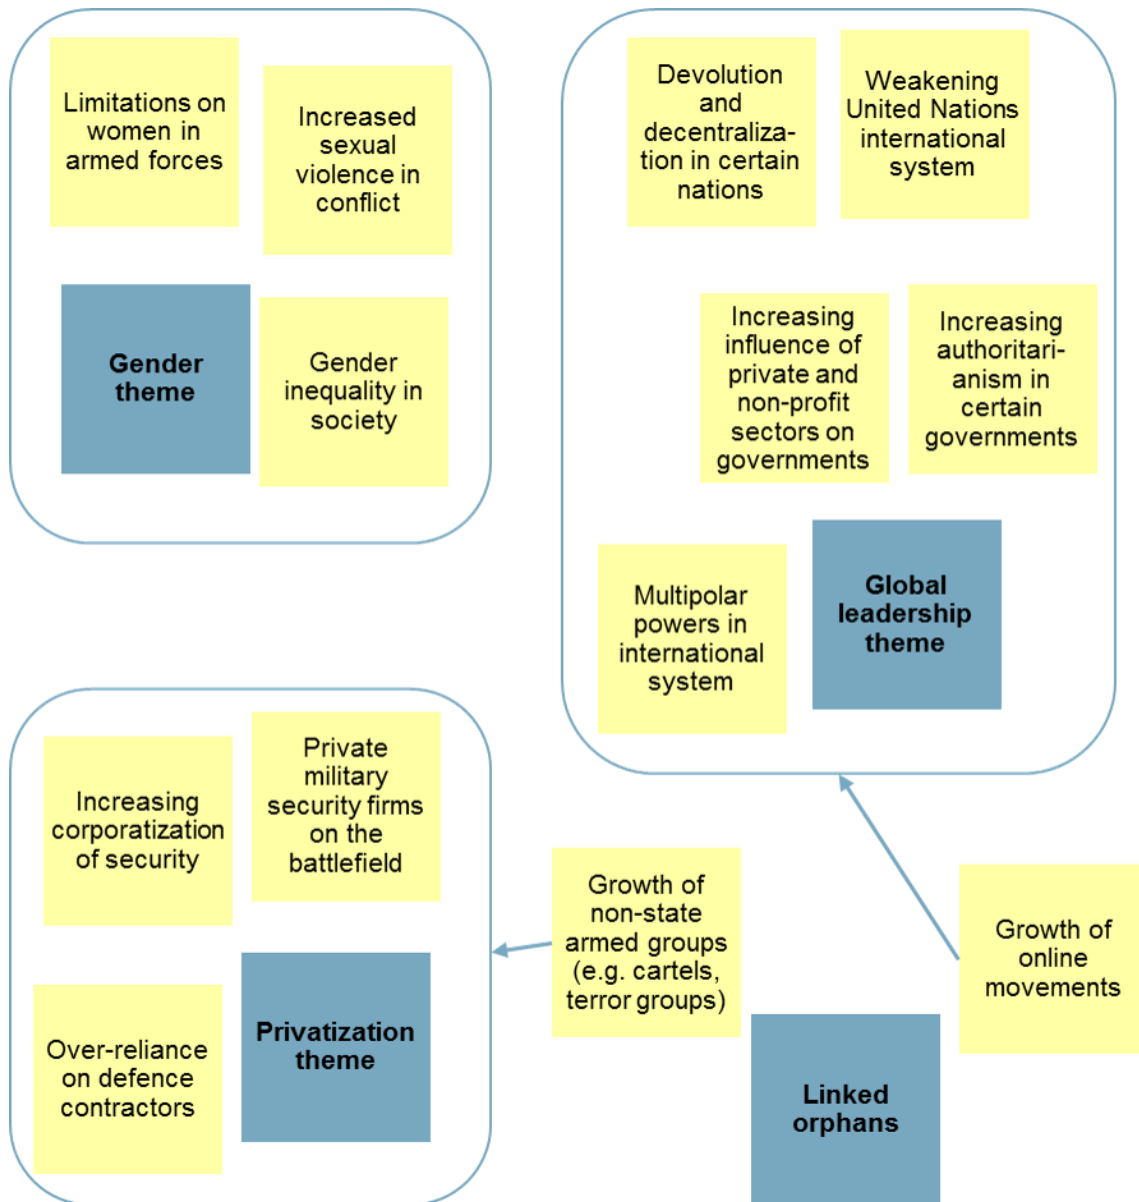 Limitations on
women in
armed forces
Increased
sexual
violence in
conflict
Gender
theme
Gender
inequality in
society
Devolution
and
decentraliza-
tion in certain
nations
Weakening
United Nations
international
system
Increasing
influence of
private and
non-profit
sectors on
governments
Increasing
authoritari-
anism in
certain
governments
Multipolar
powers in
international
system
Global
leadership
theme
Increasing
corporatization
of security
Private
military
security firms
on the
battlefield
Over-reliance
on defence
contractors
Privatization
theme
Growth of
non-state
armed groups
(e.g. cartels,
terror groups)
Growth of
online
movements
Linked
orphans